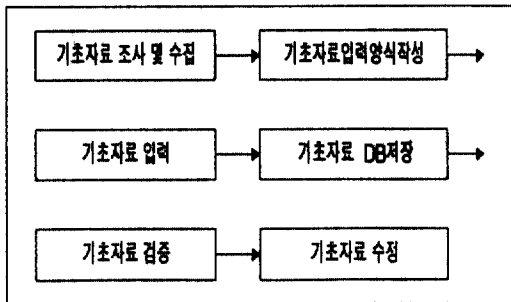 기초자료 조사 및 수집
기초자료입력양식작성
기초자료 입력
기초자료 DB저장
기초자료 검증
기초자료 수정